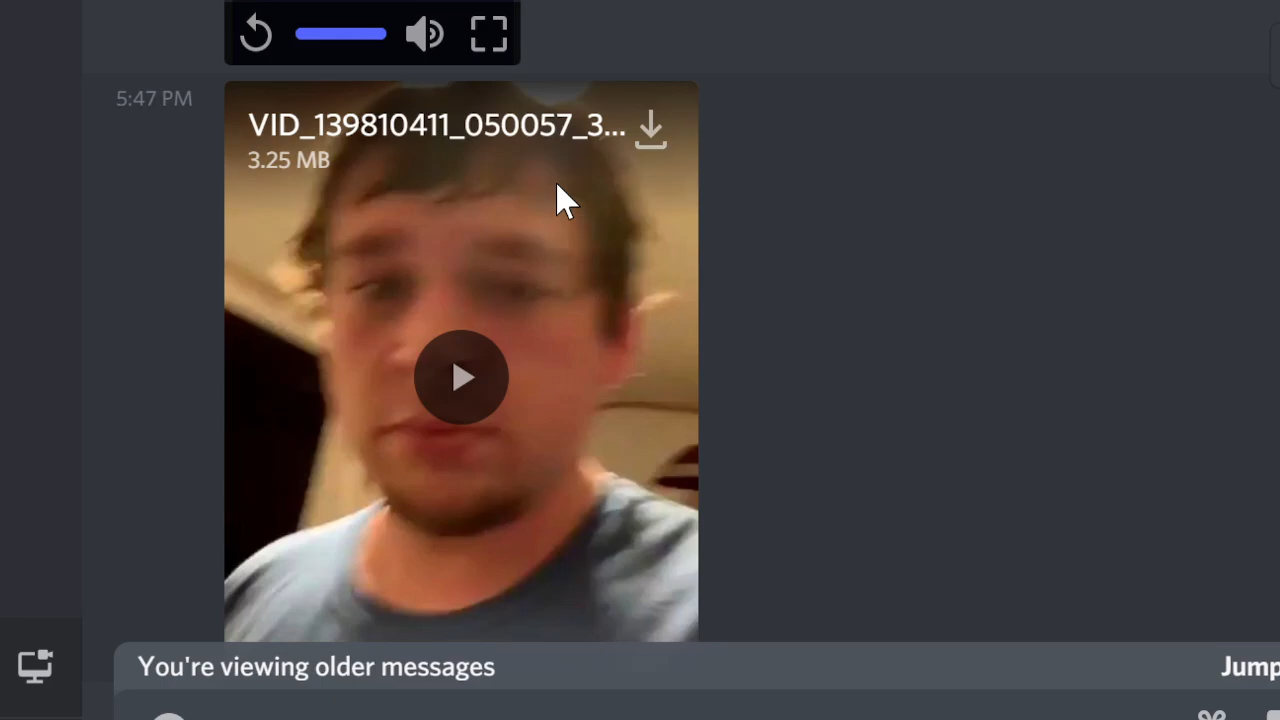 5:47 PM
VID_139810411_050057_3...
3.25 MB
You're viewing older messages
Jump